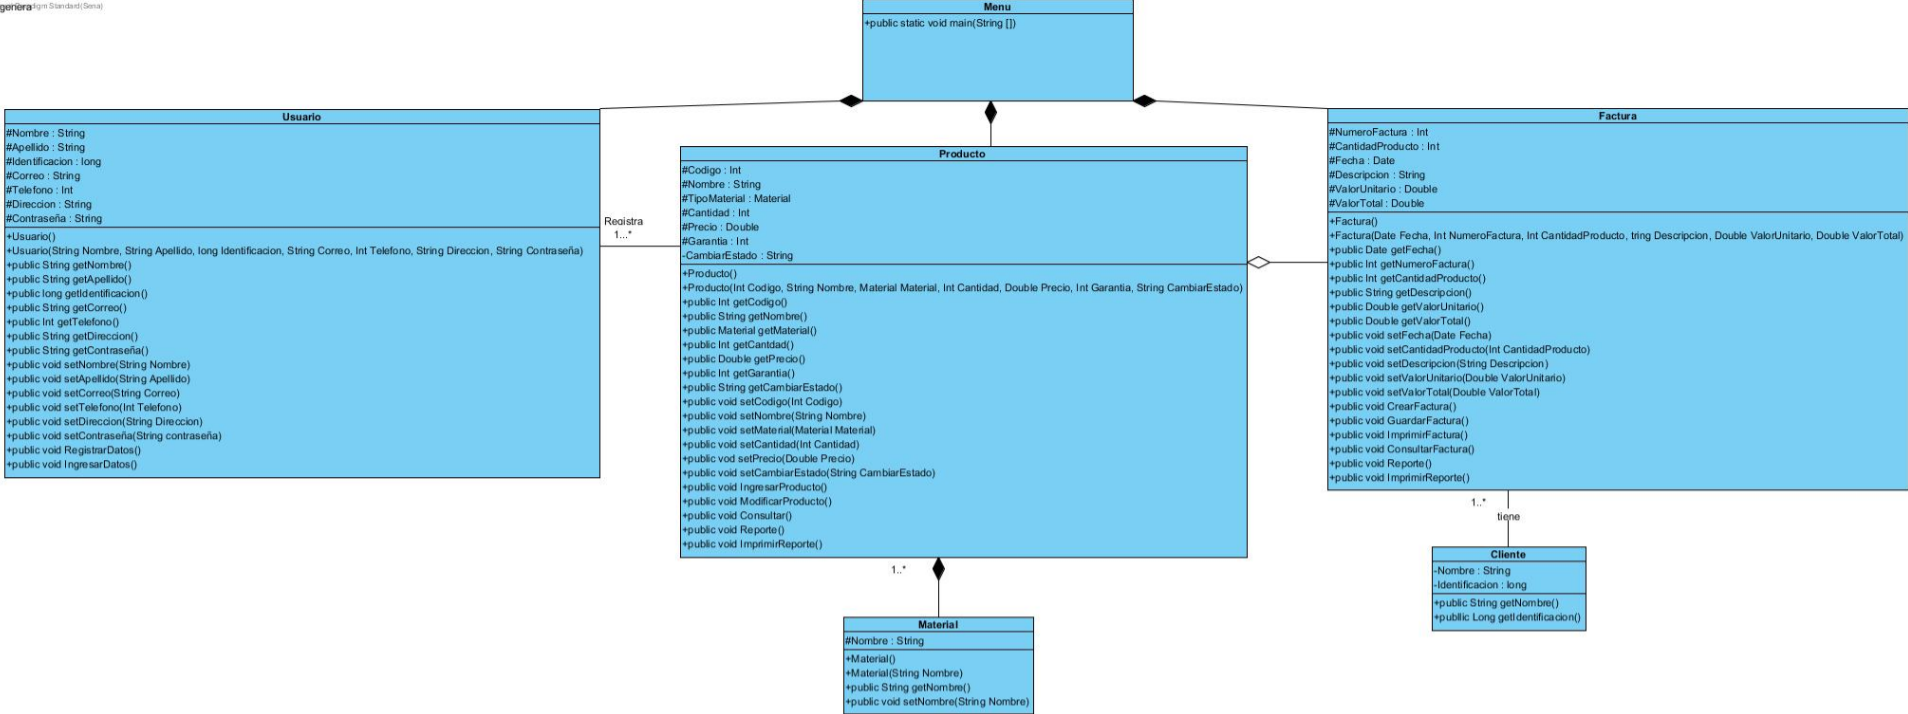 Menu
+public static void main(String [])
Usuario
#Nombre : String
#Apellido : String
#Identificacion : long
#Correo : String
#Telefono : Int
#Direccion : String
#Contraseña : String
+Usuario()
+Usuario(String Nombre, String Apellido, long Identificacion, String Correo, Int Telefono, String Direccion, String Contraseña)
+public String getNombre()
+public String getApellido()
+public long getIdentificacion()
+public String getCorreo()
+public Int getTelefono()
+public String getDireccion()
+public String getContraseña()
+public void setNombre(String Nombre)
+public void setApellido(String Apellido)
+public void setCorreo(String Correo)
+public void setTelefono(Int Telefono)
+public void setDireccion(String Direccion)
+public void setContraseña(String contraseña)
+public void RegistrarDatos()
+public void IngresarDatos()
Registra
1...*
Producto
#Codigo : Int
#Nombre : String
#TipoMaterial : Material
#Cantidad : Int
#Precio : Double
#Garantia : Int
-CambiarEstado : String
+Producto()
+Producto(Int Codigo, String Nombre, Material Material, Int Cantidad, Double Precio, Int Garantia, String CambiarEstado)
+public Int getCodigo()
+public String getNombre()
+public Material getMaterial()
+public Int getCantdad()
+public Double getPrecio()
+public Int getGarantia()
+public String getCambiarEstado()
+public void setCodigo(Int Codigo)
+public void setNombre(String Nombre)
+public void setMaterial(Material Material)
+public void setCantidad(Int Cantidad)
+public vod setPrecio(Double Precio)
+public void setCambiarEstado(String CambiarEstado)
+public void IngresarProducto()
+public void ModificarProducto()
+public void Consultar()
+public void Reporte()
+public void ImprimirReporte()
Factura
#NumeroFactura : Int
#CantidadProducto : Int
#Fecha : Date
#Descripcion : String
#ValorUnitario : Double
#ValorTotal : Double
+Factura()
+Factura(Date Fecha, Int NumeroFactura, Int CantidadProducto, tring Descripcion, Double ValorUnitario, Double ValorTotal)
+public Date getFecha()
+public Int getNumeroFactura()
+public Int getCantidadProducto()
+public String getDescripcion()
+public Double getValorUnitario()
+public Double getValorTotal()
+public void setFecha(Date Fecha)
+public void setCantidadProducto(Int CantidadProducto)
+public void setDescripcion(String Descripcion)
+public void setValorUnitario(Double ValorUnitario)
+public void setValorTotal(Double ValorTotal)
+public void CrearFactura()
+public void GuardarFactura()
+public void ImprimirFactura()
+public void ConsultarFactura()
+public void Reporte()
+public void ImprimirReporte()
1..*
tiene
Cliente
-Nombre : String
-Identificacion : long
+public String getNombre()
+publlic Long getIdentificacion()
1..*
Material
#Nombre : String
+Material()
+Material(String Nombre)
+public String getNombre()
+public void setNombre(String Nombre)